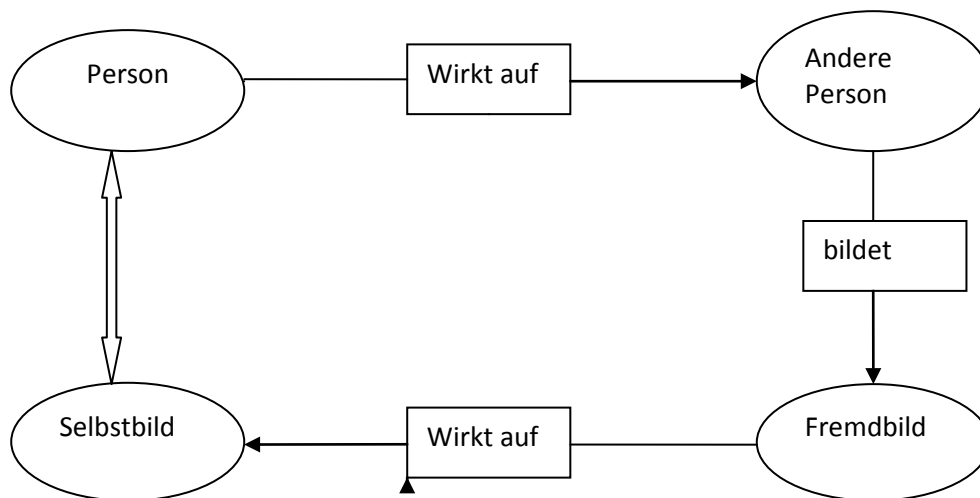 Person
Wirkt auf
Andere
Person
bildet
Selbstbild
Wirkt auf
Fremdbild